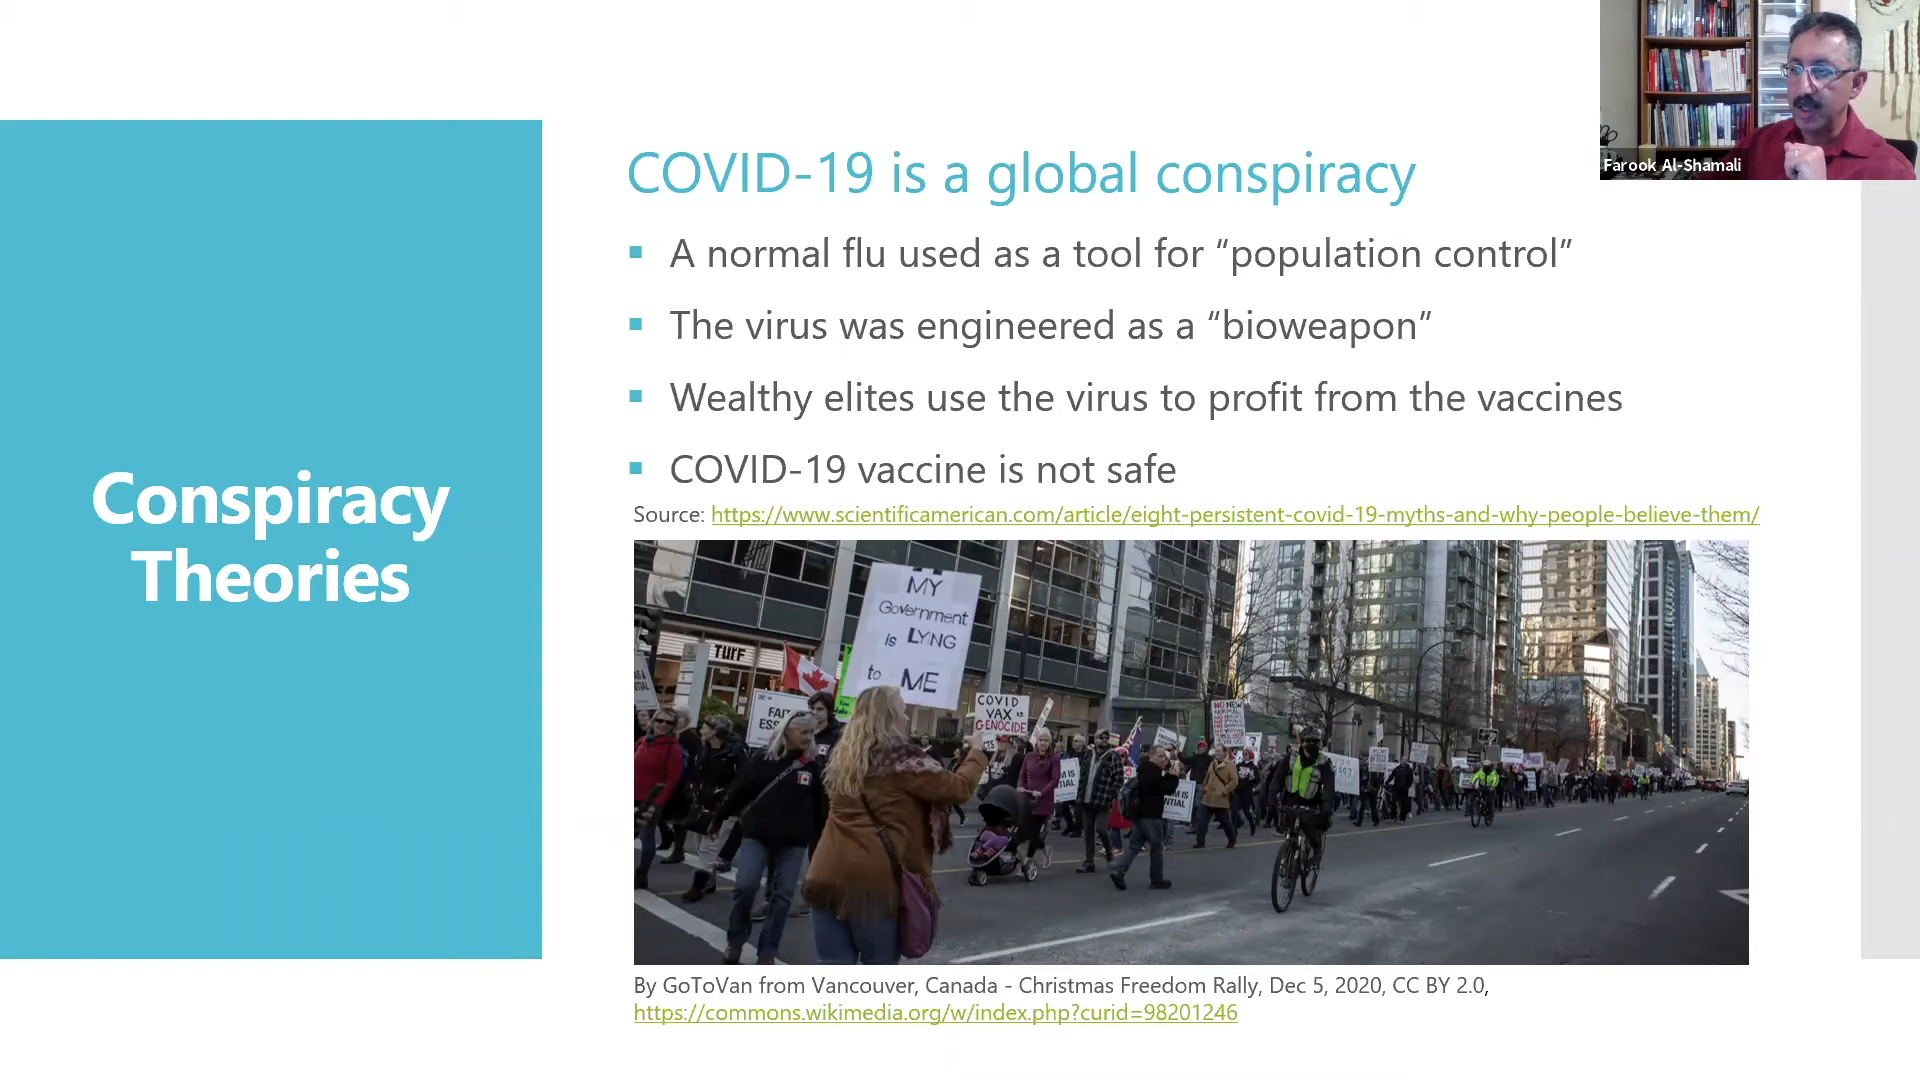 Farook Al-Shamali
Conspiracy
Theories
COVID-19 is a global conspiracy
▪ A normal flu used as a tool for “population control”
▪ The virus was engineered as a “bioweapon”
▪ Wealthy elites use the virus to profit from the vaccines
▪ COVID-19 vaccine is not safe
Source: https://www.scientificamerican.com/article/eight-persistent-covid-19-myths-and-why-people-believe-them/
TURF
MY
Government
is LYNG
to ME
COVID
VAX is
GENOCIDE
By GoToVan from Vancouver, Canada - Christmas Freedom Rally, Dec 5, 2020, CC BY 2.0,
https://commons.wikimedia.org/w/index.php?curid=98201246